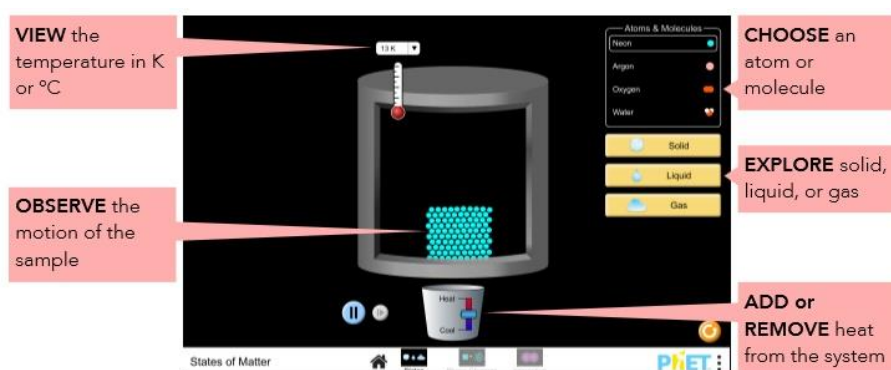 VIEW the
temperature in K
or ºC
OBSERVE the
motion of the
sample
13 K
Atoms & Molecules
Neon
Argon
Oxygen
Water
Solid
Liquid
Gas
Heat
Cool
States of Matter
PhET
CHOOSE an
atom or
molecule
EXPLORE solid,
liquid, or gas
ADD or
REMOVE heat
from the system